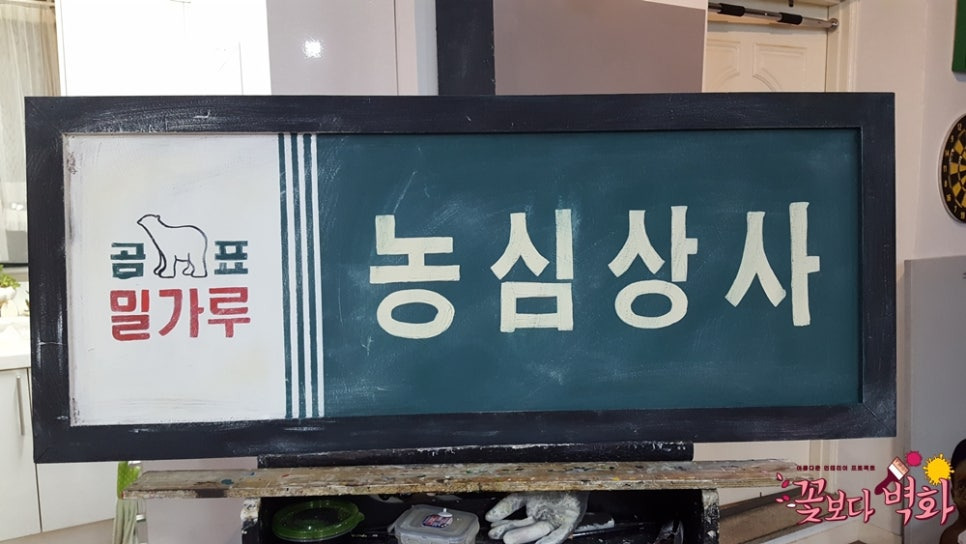 곰표
밀가루
농심상사
꽃보다 벽화